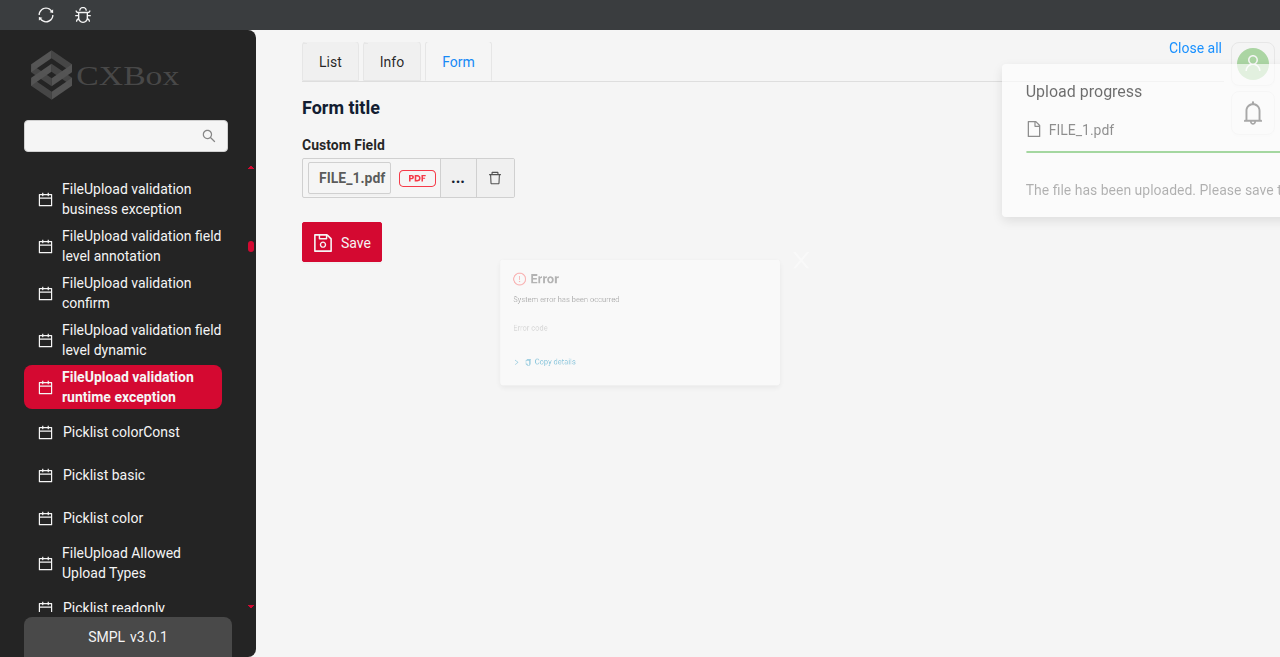 CXBox
FileUpload validation
business exception
FileUpload validation field
level annotation
FileUpload validation
confirm
FileUpload validation field
level dynamic
FileUpload validation
runtime exception
Picklist colorConst
Picklist basic
Picklist color
FileUpload Allowed
Upload Types
Picklist readonly
SMPL v3.0.1
List
Info
Form
Close all
Form title
Custom Field
FILE_1.pdf
PDF
...
Save
Upload progress
FILE_1.pdf
The file has been uploaded. Please save t
Error
System error has been occurred
Error code
Copy details